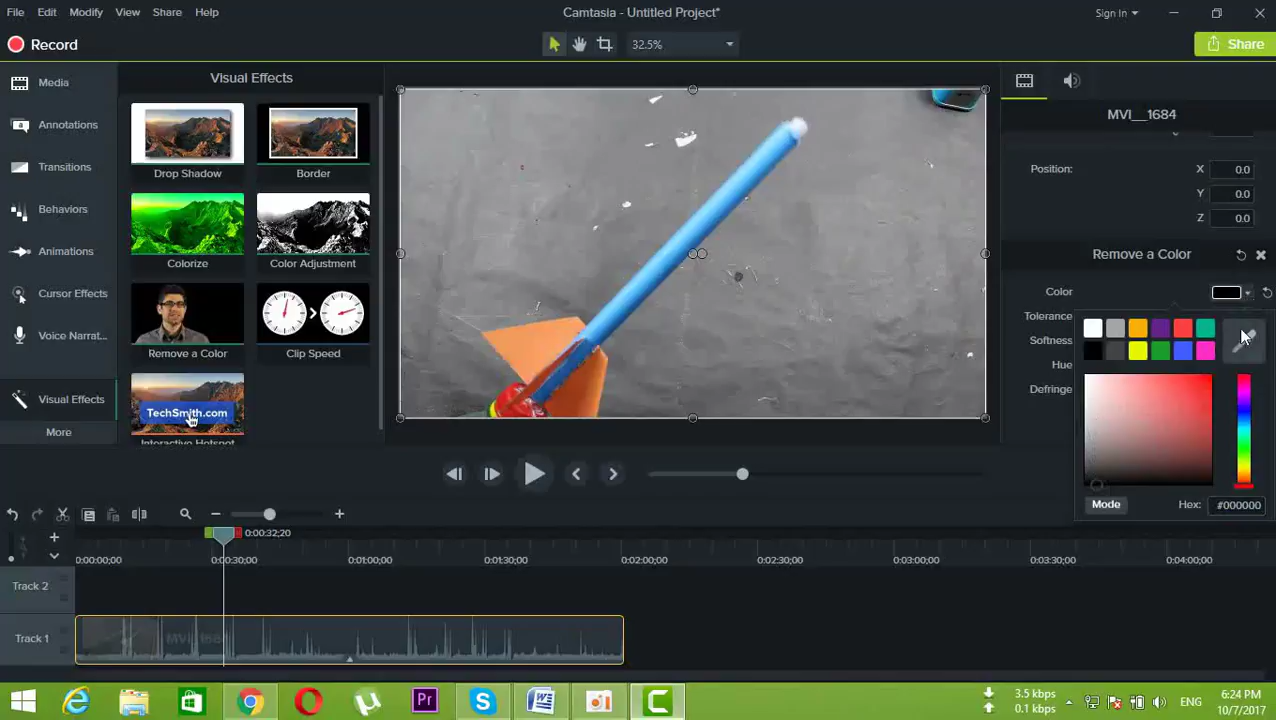 File Edit Modify View Share Help
Camtasia - Untitled Project*
Sign In
Record
32.5%
Share
Media
Annotations
Transitions
Behaviors
Animations
Cursor Effects
Voice Narrat...
Visual Effects
More
Visual Effects
Drop Shadow
Border
Colorize
Color Adjustment
Remove a Color
Clip Speed
TechSmith.com
Interactive Hotspot
MVI__1684
Position: X 0.0
Y 0.0
Z 0.0
Remove a Color
Color
Tolerance
Softness
Hue
Defringe
Mode Hex: #000000
0:00:32;20
0:00:00;00 0:00:30;00 0:01:00;00 0:01:30;00 0:02:00;00 0:02:30;00 0:03:00;00 0:03:30;00 0:04:00;00
Track 2
Track 1
MVI__1684
Pr
3.5 kbps
0.1 kbps
ENG
6:24 PM
10/7/2017